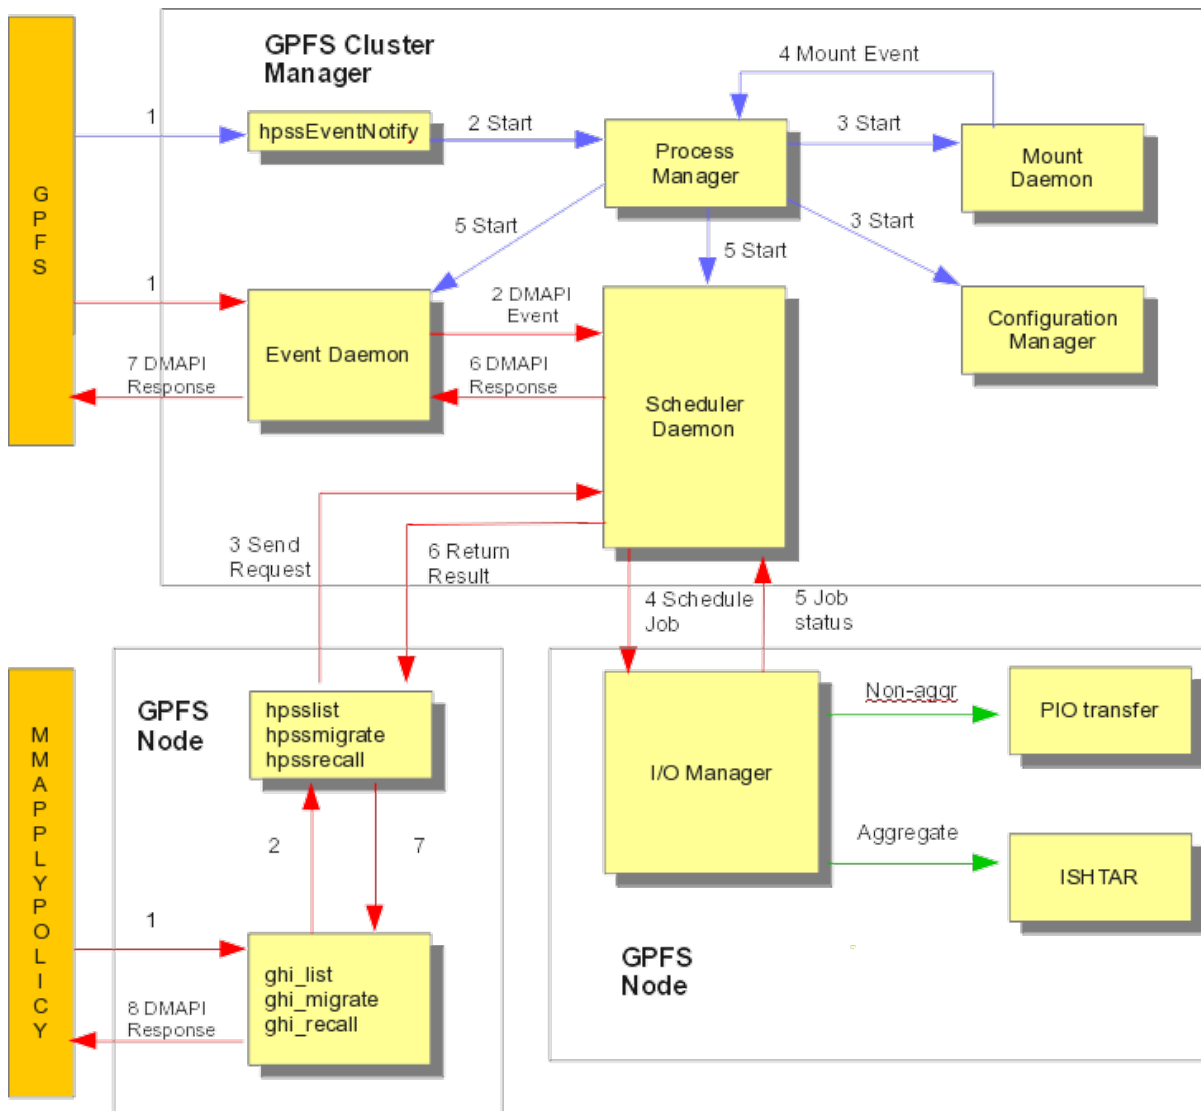 GPFS Cluster
Manager
4 Mount Event
1
hpssEventNotify
2 Start
Process
Manager
3 Start
Mount
Daemon
G
P
F
S
5 Start
5 Start
3 Start
1
Event Daemon
2 DMAPI
Event
Configuration
Manager
7 DMAPI
Response
6 DMAPI
Response
Scheduler
Daemon
3 Send
Request
6 Return
Result
4 Schedule
Job
5 Job
status
GPFS
Node
hpsslist
hpssmigrate
hpssrecall
Non-aggr
PIO transfer
I/O Manager
M
M
A
P
P
L
Y
P
O
L
I
C
Y
2
7
Aggregate
ISHTAR
1
ghi_list
ghi_migrate
ghi_recall
8 DMAPI
Response
GPFS
Node